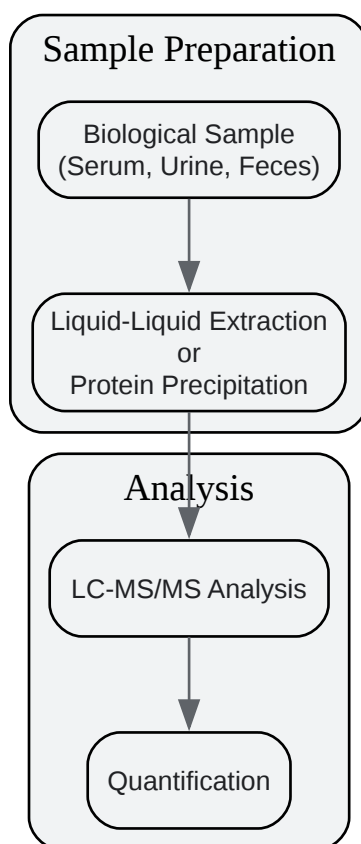 Sample Preparation
Biological Sample
(Serum, Urine, Feces)
Liquid-Liquid Extraction
or
Protein Precipitation
Analysis
LC-MS/MS Analysis
Quantification